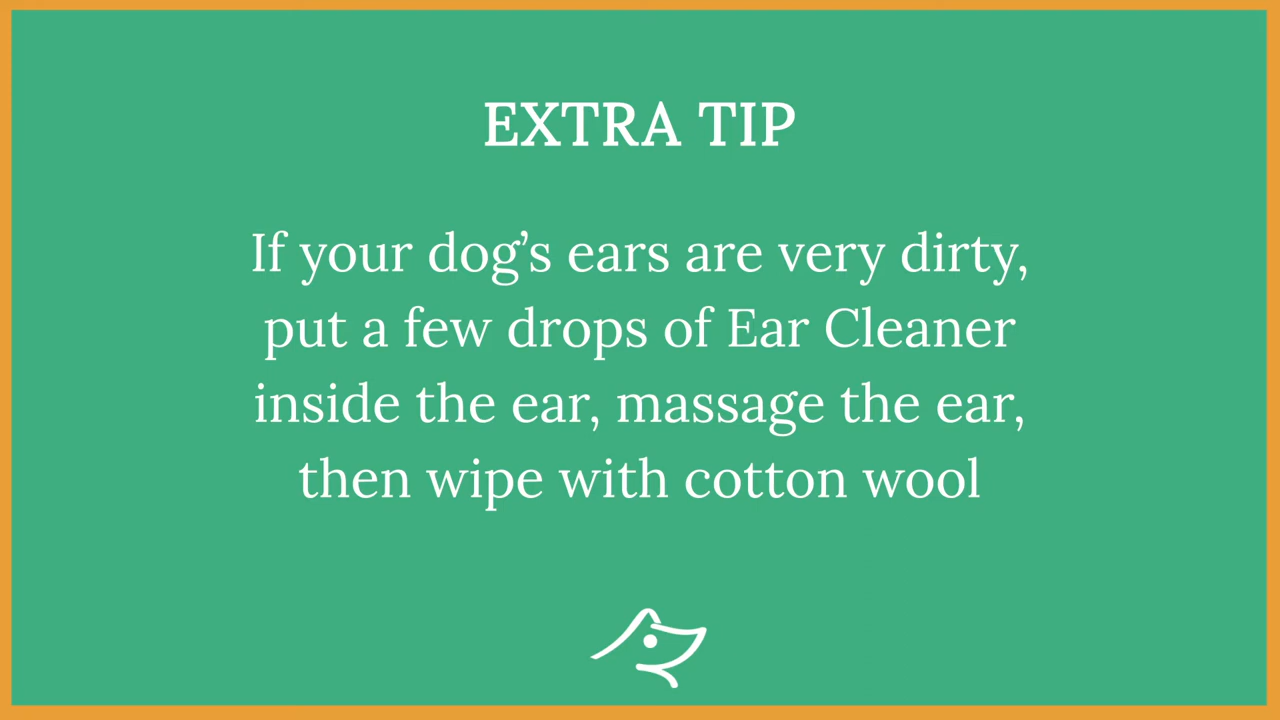 EXTRA TIP
If your dog’s ears are very dirty,
put a few drops of Ear Cleaner
inside the ear, massage the ear,
then wipe with cotton wool